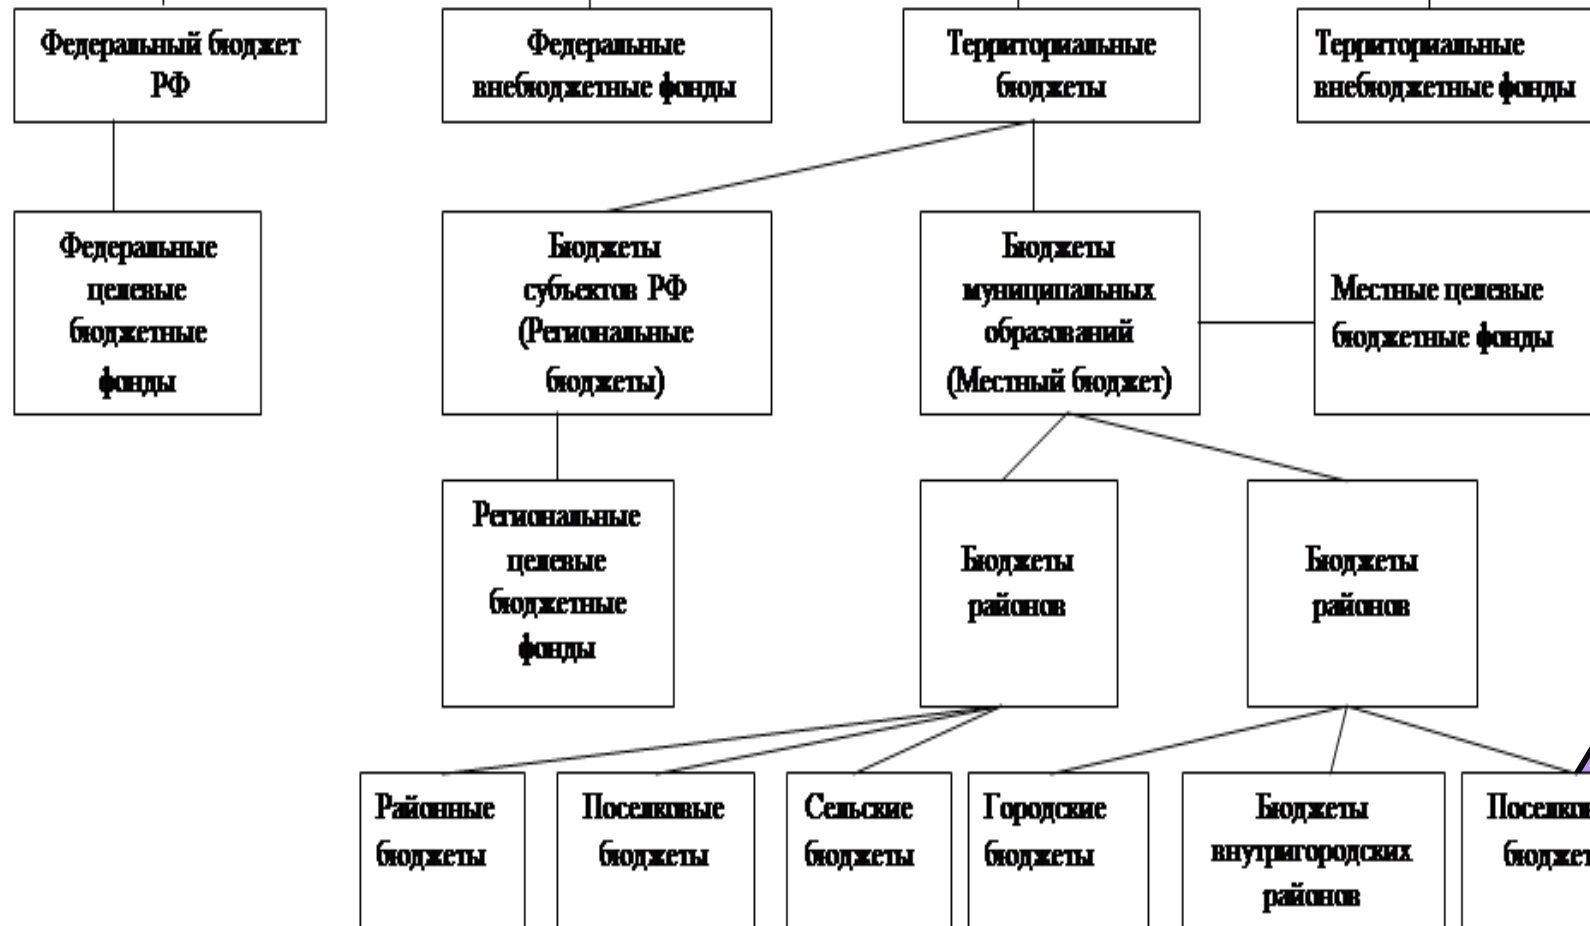 Федеральный бюджет
РФ
Федеральные
внебюджетные фонды
Территориальные
бюджеты
Территориальные
внебюджетные фонды
Федеральные
целевые
бюджетные
фонды
Бюджеты
субъектов РФ
(Региональные
бюджеты)
Бюджеты
муниципальных
образований
(Местный бюджет)
Местные целевые
бюджетные фонды
Региональные
целевые
бюджетные
фонды
Бюджеты
районов
Бюджеты
районов
Районные
бюджеты
Поселковые
бюджеты
Сельские
бюджеты
Городские
бюджеты
Бюджеты
внутригородских
районов